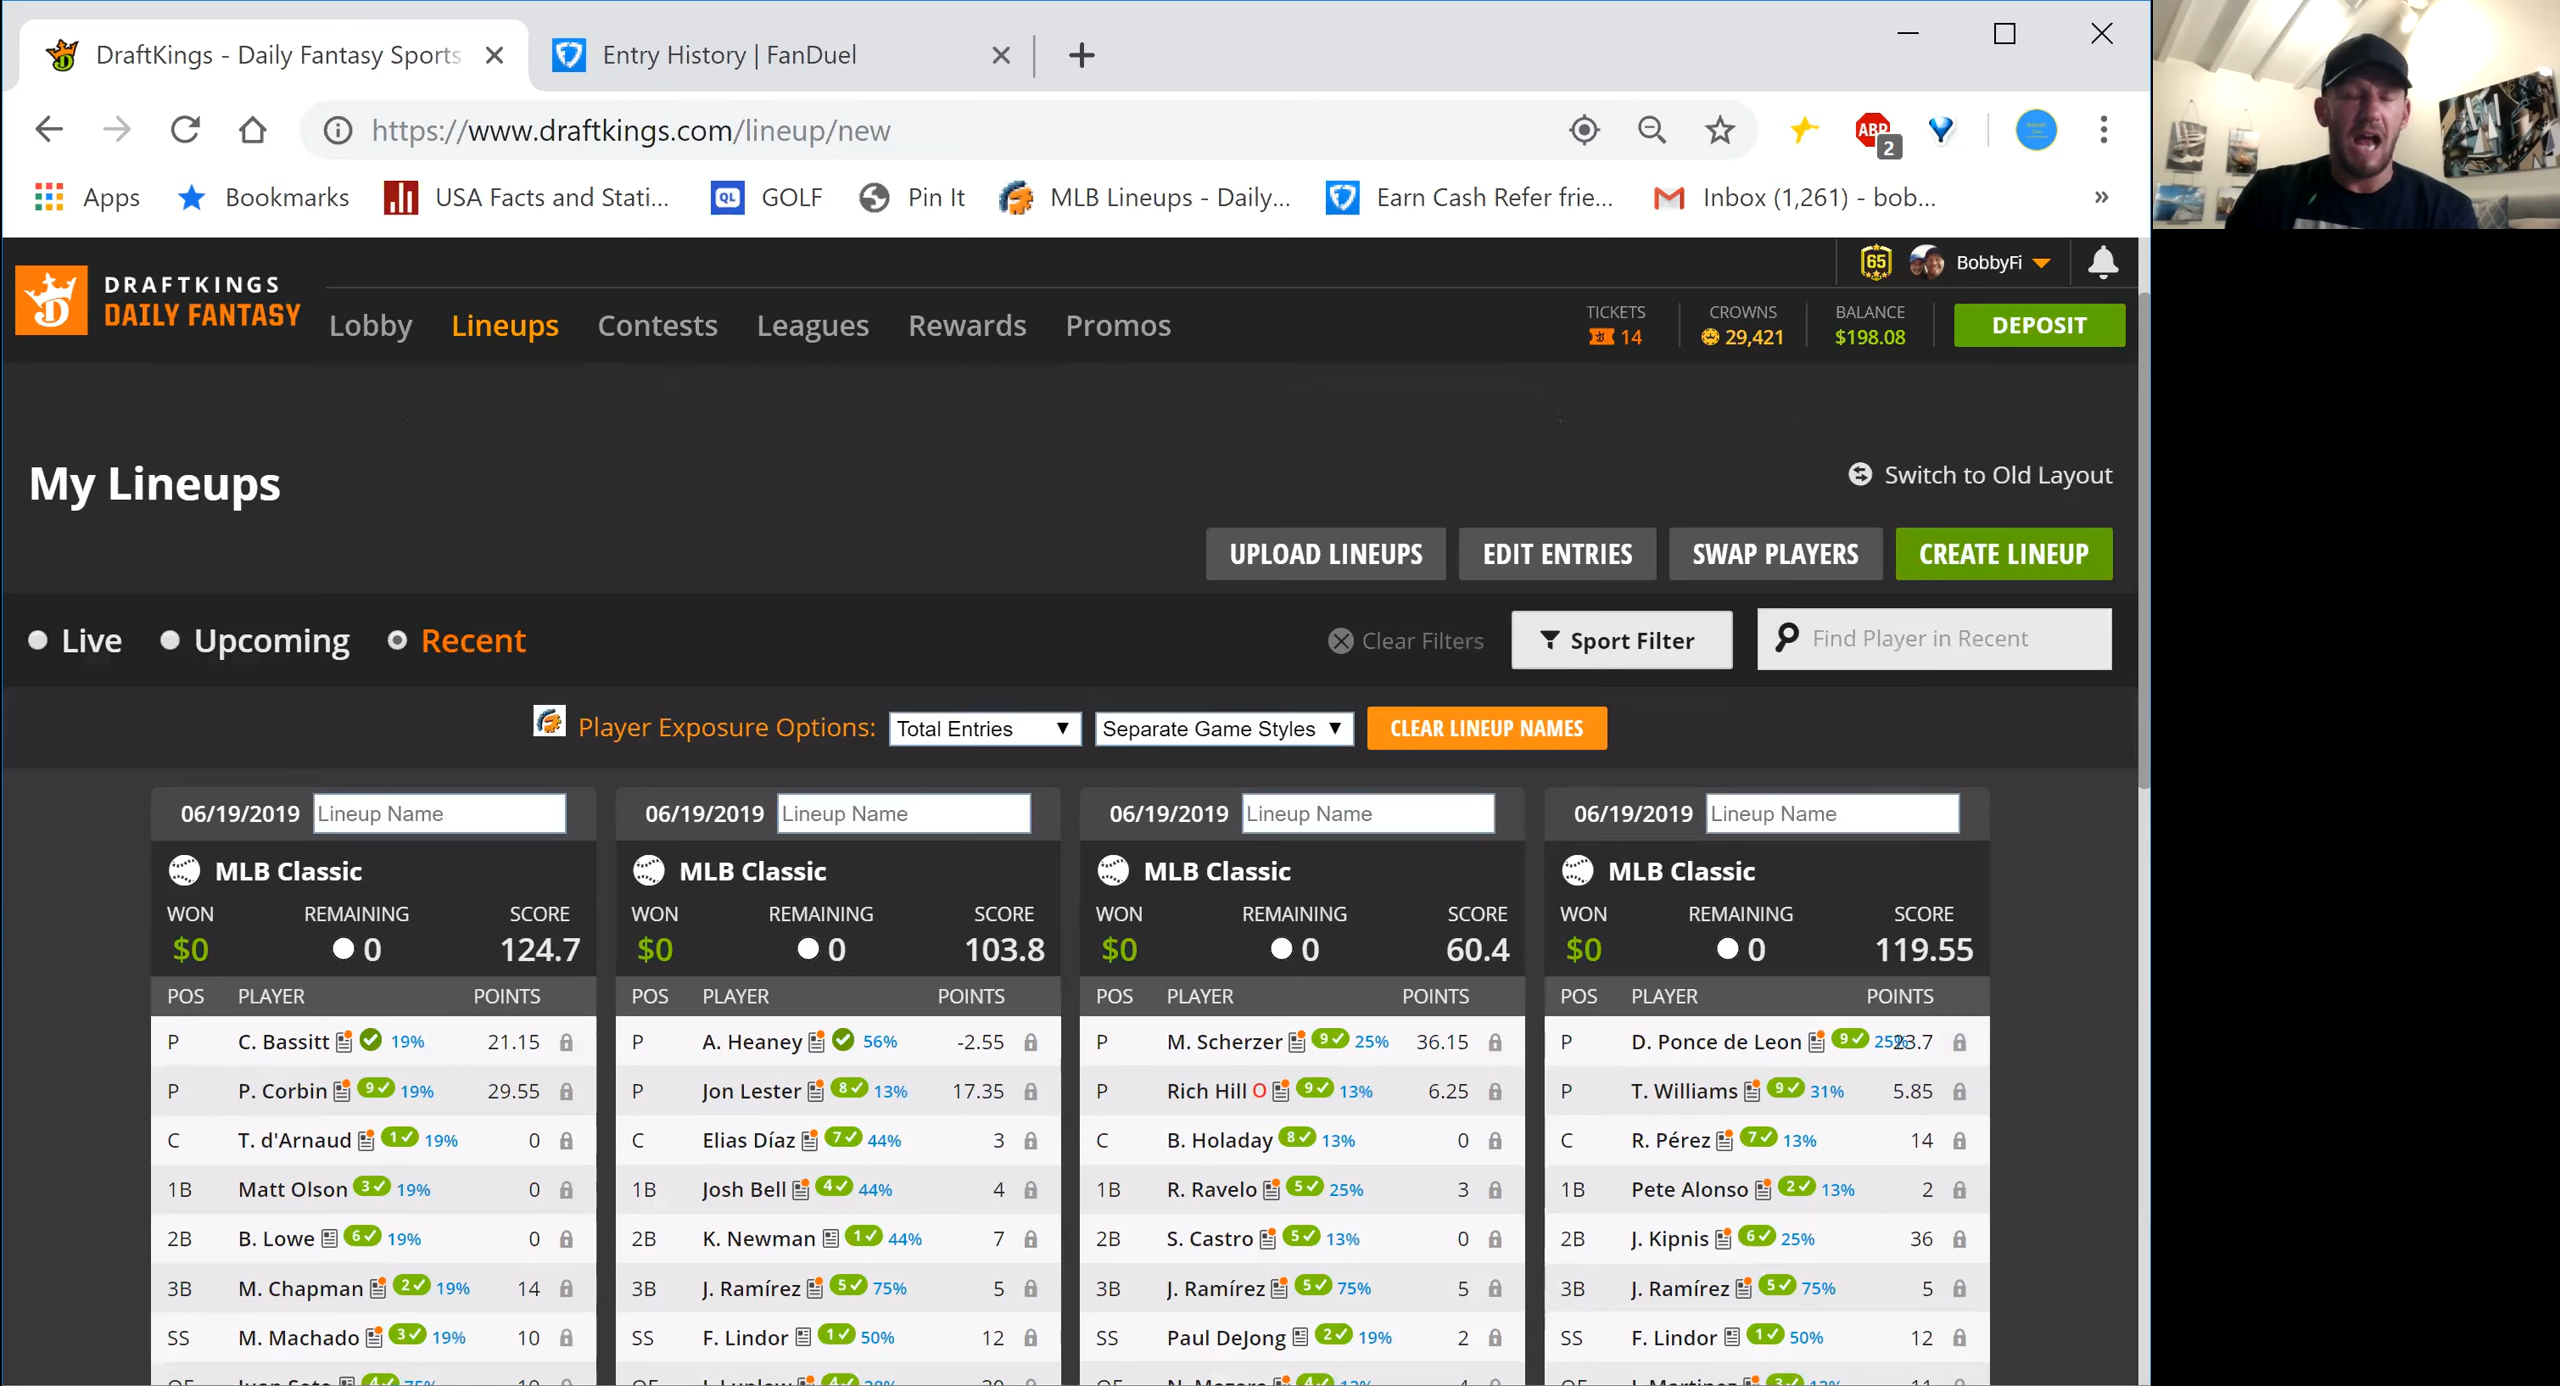 DraftKings - Daily Fantasy Sports
Entry History | FanDuel
https://www.draftkings.com/lineup/new
ABP
2
Apps
Bookmarks
USA Facts and Stati...
QL
GOLF
Pin It
MLB Lineups - Daily...
Earn Cash Refer frie...
Inbox (1,261) - bob...
»
65
BobbyFi
DRAFTKINGS
DAILY FANTASY
Lobby
Lineups
Contests
Leagues
Rewards
Promos
TICKETS
14
CROWNS
29,421
BALANCE
$198.08
DEPOSIT
My Lineups
Switch to Old Layout
UPLOAD LINEUPS
EDIT ENTRIES
SWAP PLAYERS
CREATE LINEUP
Live
Upcoming
Recent
Clear Filters
Sport Filter
Find Player in Recent
Player Exposure Options:
Total Entries
Separate Game Styles
CLEAR LINEUP NAMES
06/19/2019 Lineup Name
MLB Classic
WON REMAINING SCORE
$0 0 124.7
POS PLAYER POINTS
P C. Bassitt 19% 21.15
P P. Corbin 9 19% 29.55
C T. d'Arnaud 1 19% 0
1B Matt Olson 3 19% 0
2B B. Lowe 6 19% 0
3B M. Chapman 2 19% 14
SS M. Machado 3 19% 10
06/19/2019 Lineup Name
MLB Classic
WON REMAINING SCORE
$0 0 103.8
POS PLAYER POINTS
P A. Heaney 56% -2.55
P Jon Lester 8 13% 17.35
C Elias Díaz 7 44% 3
1B Josh Bell 4 44% 4
2B K. Newman 1 44% 7
3B J. Ramírez 5 75% 5
SS F. Lindor 1 50% 12
06/19/2019 Lineup Name
MLB Classic
WON REMAINING SCORE
$0 0 60.4
POS PLAYER POINTS
P M. Scherzer 9 25% 36.15
P Rich Hill O 9 13% 6.25
C B. Holaday 8 13% 0
1B R. Ravelo 5 25% 3
2B S. Castro 5 13% 0
3B J. Ramírez 5 75% 5
SS Paul DeJong 2 19% 2
06/19/2019 Lineup Name
MLB Classic
WON REMAINING SCORE
$0 0 119.55
POS PLAYER POINTS
P D. Ponce de Leon 9 25% 23.7
P T. Williams 9 31% 5.85
C R. Pérez 7 13% 14
1B Pete Alonso 2 13% 2
2B J. Kipnis 6 25% 36
3B J. Ramírez 5 75% 5
SS F. Lindor 1 50% 12